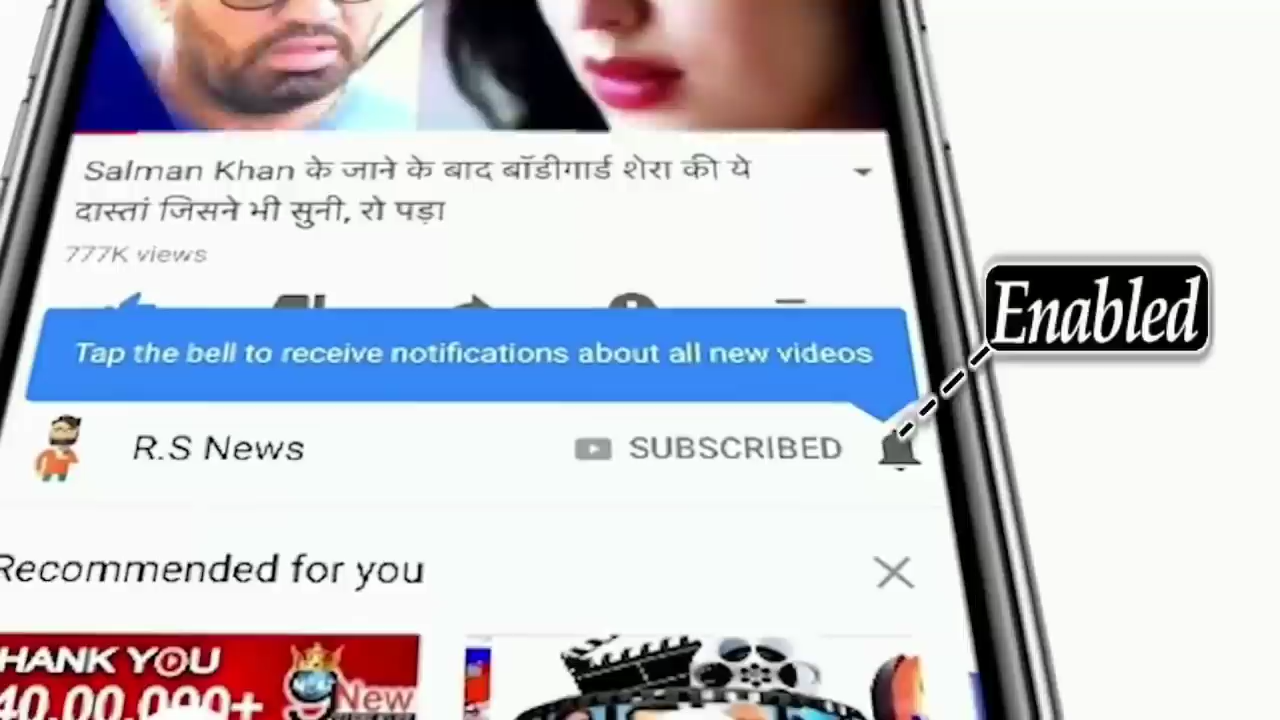 Salman Khan के जाने के बाद बॉडीगार्ड शेरा की ये
दास्तां जिसने भी सुनी, रो पड़ा
777K views
Tap the bell to receive notifications about all new videos
Enabled
R.S News
SUBSCRIBED
Recommended for you
HANK YOU
40,00,000+
New